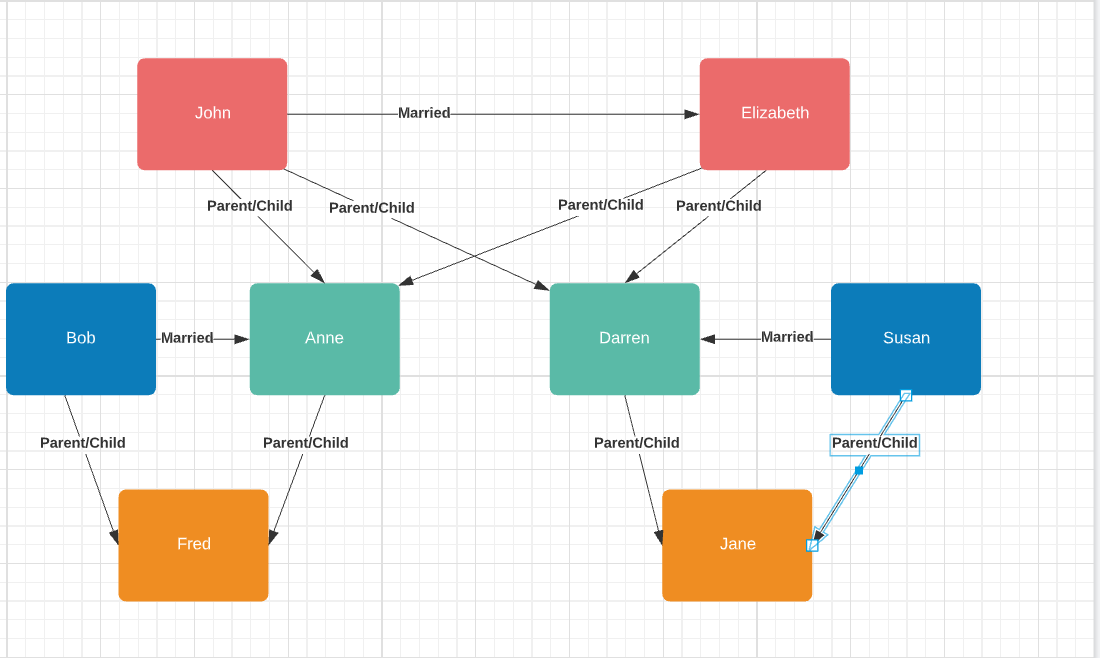 John
Married
Elizabeth
Parent/Child
Parent/Child
Parent/Child
Parent/Child
Bob
Married
Anne
Darren
Married
Susan
Parent/Child
Parent/Child
Parent/Child
Parent/Child
Fred
Jane